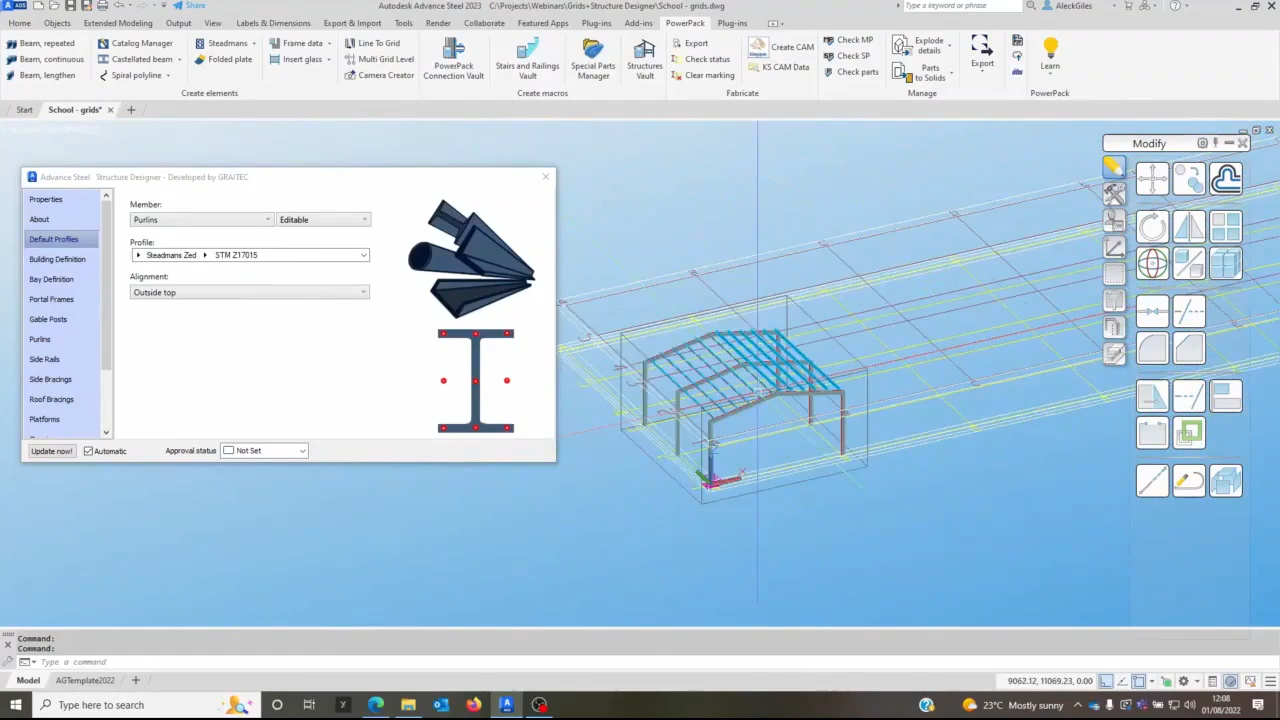 ADS
Share
Autodesk Advance Steel 2023
School - grids.dwg
Type a keyword or phrase
AleckGiles
Home
Objects
Extended Modeling
Output
View
Labels & Dimensions
Export & Import
Tools
Render
Collaborate
Featured Apps
Plug-ins
Add-ins
PowerPack
Plug-ins
Beam, repeated
Beam, continuous
Beam, lengthen
Catalog Manager
Castellated beam
Spiral polyline
Steadmans
Folded plate
Frame data
Insert glass
Line To Grid
Multi Grid Level
Camera Creator
Create elements
PowerPack
Connection Vault
Stairs and Railings
Vault
Special Parts
Manager
Structures
Vault
Create macros
Export
Check status
Clear marking
Create CAM
KS CAM Data
Fabricate
Check MP
Check SP
Check parts
Explode
details
Parts
to Solids
Export
Manage
Learn
PowerPack
Start
School - grids*
Advance Steel Structure Designer - Developed by GRAITEC
Properties
About
Default Profiles
Building Definition
Bay Definition
Portal Frames
Gable Posts
Purlins
Side Rails
Side Bracings
Roof Bracings
Platforms
Member:
Purlins
Editable
Profile:
Steadmans Zed
STM Z17015
Alignment:
Outside top
Update now!
Automatic
Approval status
Not Set
Modify
Command:
Command:
Type a command
Model
AGTemplate2022
9062.12, 11069.23, 0.00
Type here to search
23°C Mostly sunny
12:08
01/08/2022